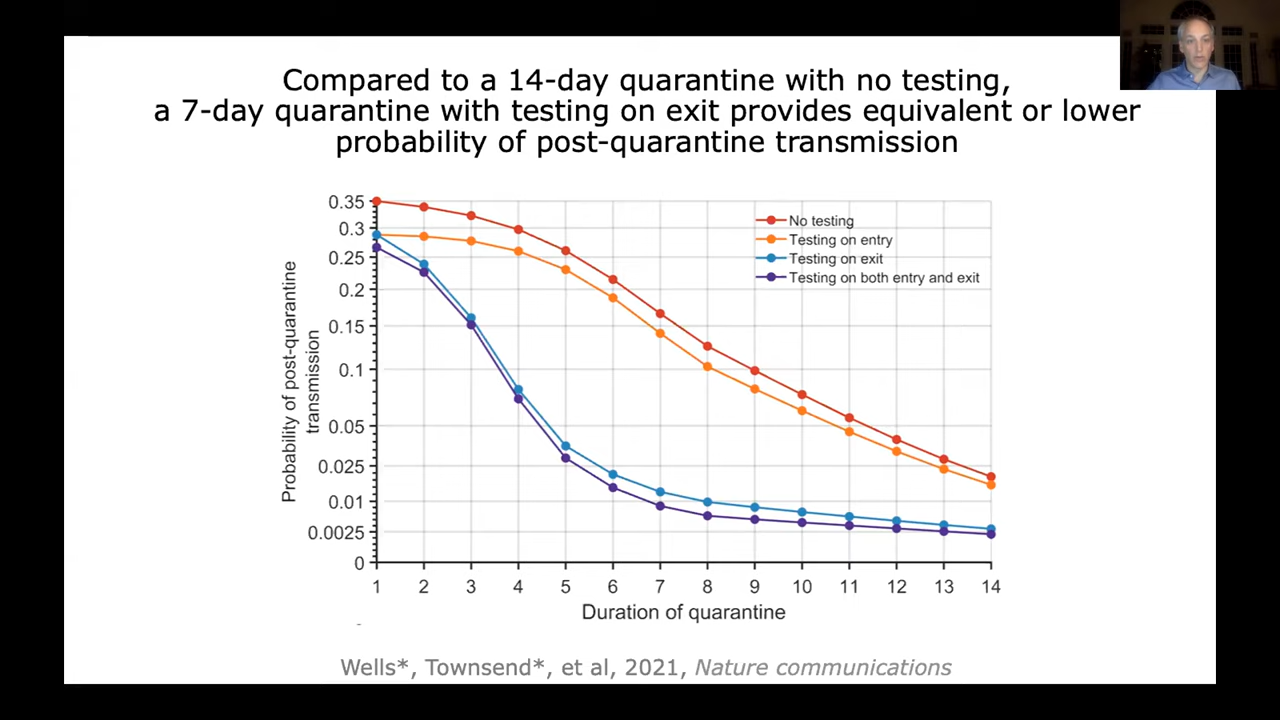 Compared to a 14-day quarantine with no testing,
a 7-day quarantine with testing on exit provides equivalent or lower
probability of post-quarantine transmission
0.35
0.3
0.25
0.2
0.15
0.1
0.05
0.025
0.01
0.0025
0
Probability of post-quarantine
transmission
No testing
Testing on entry
Testing on exit
Testing on both entry and exit
1 2 3 4 5 6 7 8 9 10 11 12 13 14
Duration of quarantine
Wells*, Townsend*, et al, 2021, Nature communications